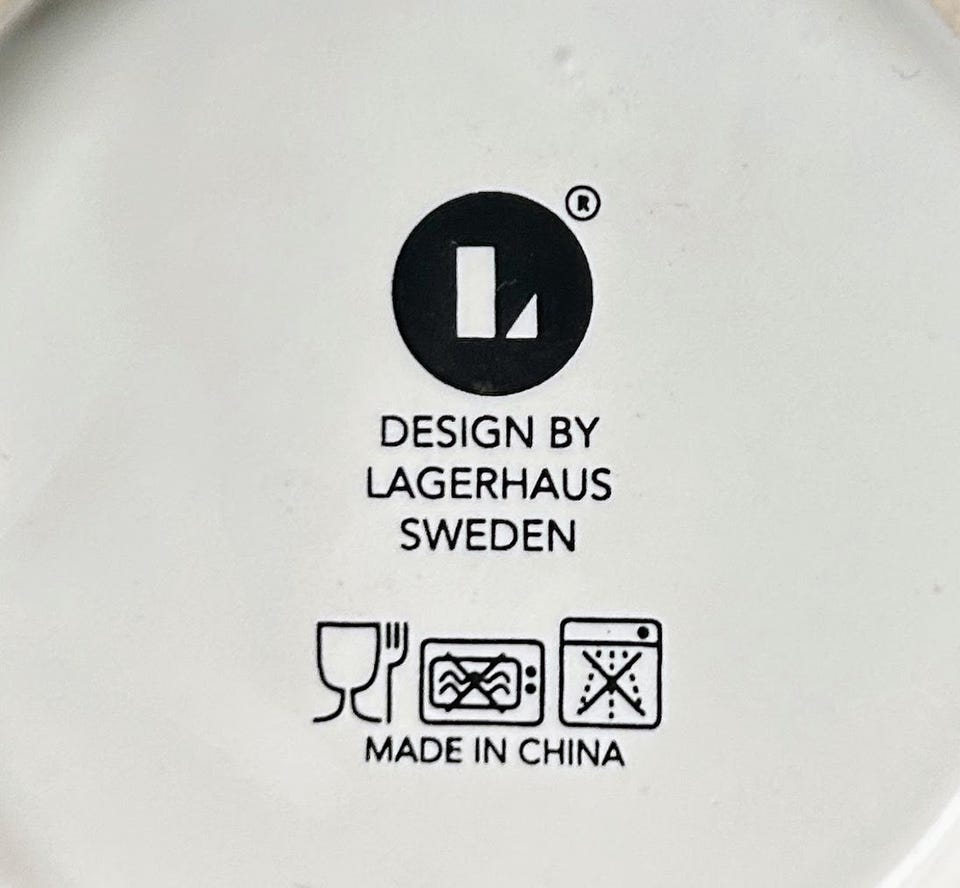 L
®
DESIGN BY
LAGERHAUS
SWEDEN
MADE IN CHINA